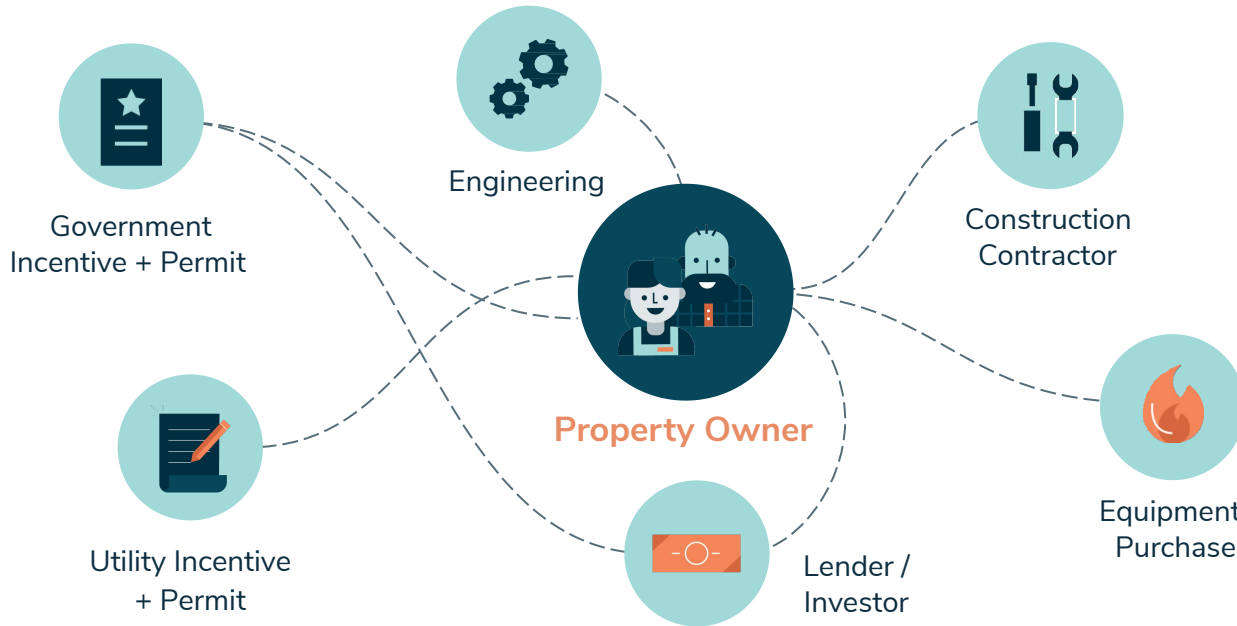 Engineering
Government
Incentive + Permit
Construction
Contractor
Property Owner
Equipment
Purchase
Utility Incentive
+ Permit
Lender /
Investor